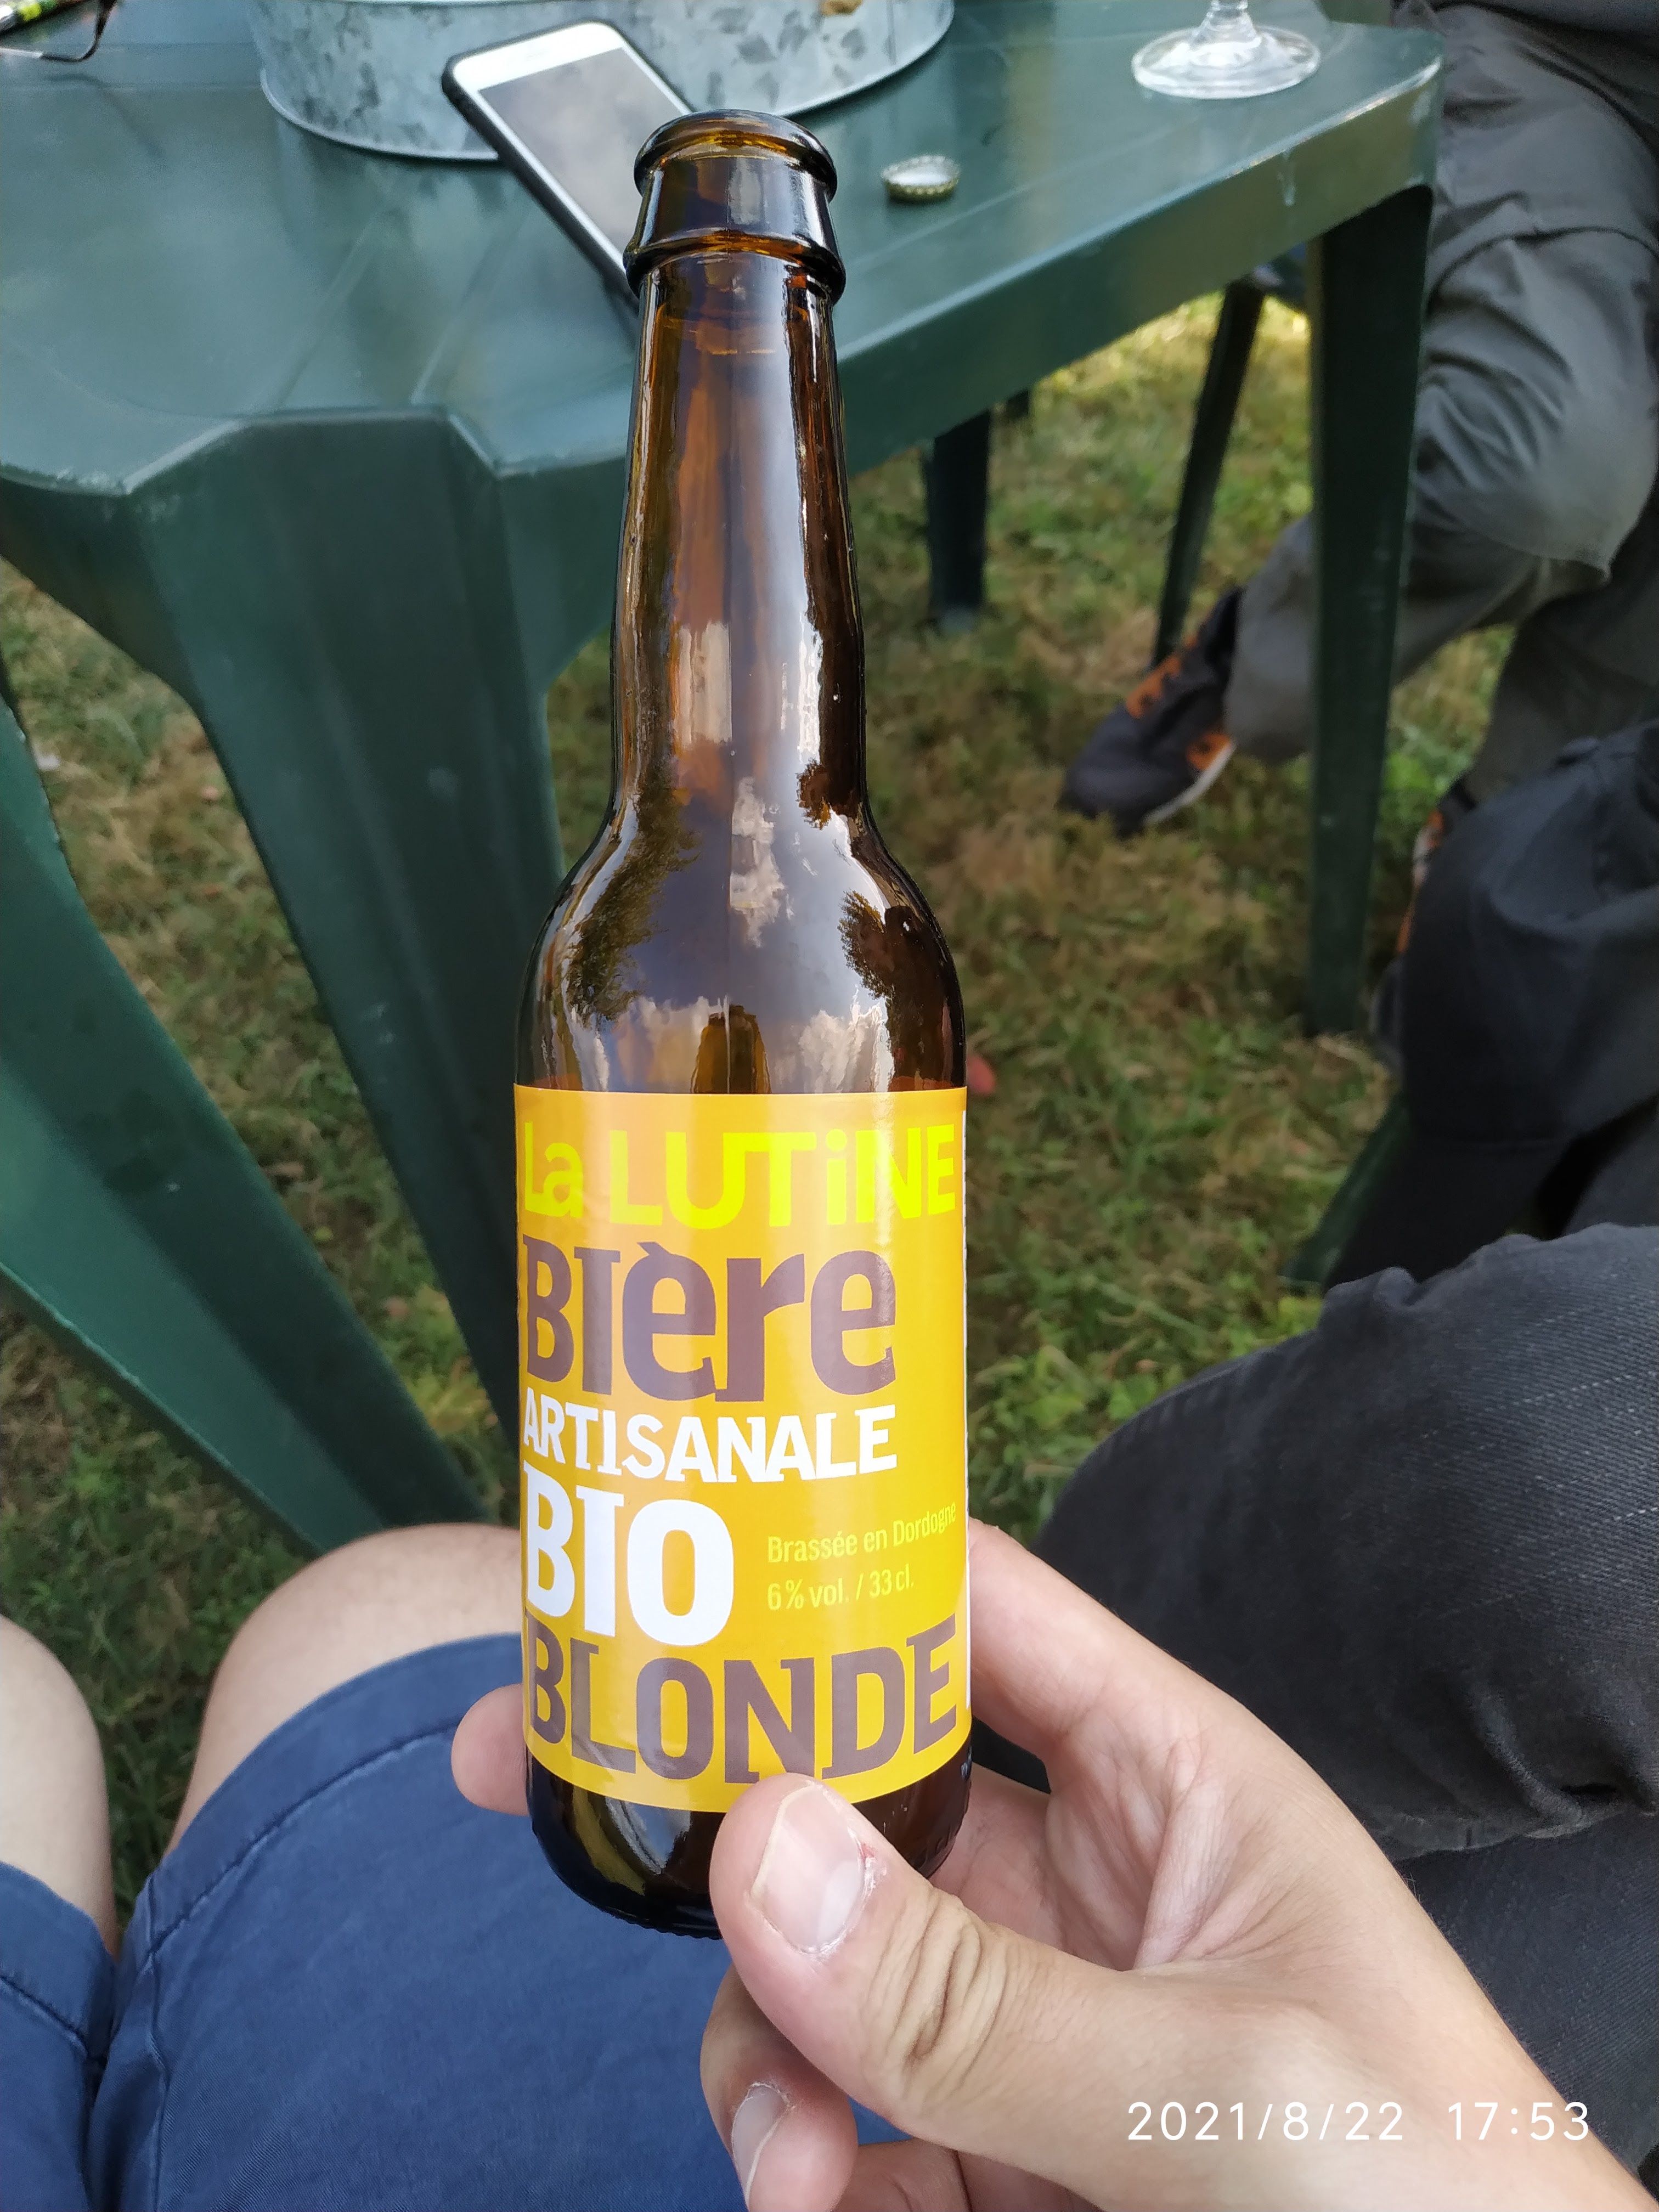 La LUTiNE
BIère
ARTISANALE
BIO
Brassée en Dordogne
6% vol. / 33 cl.
BLONDE
2021/8/22 17:53